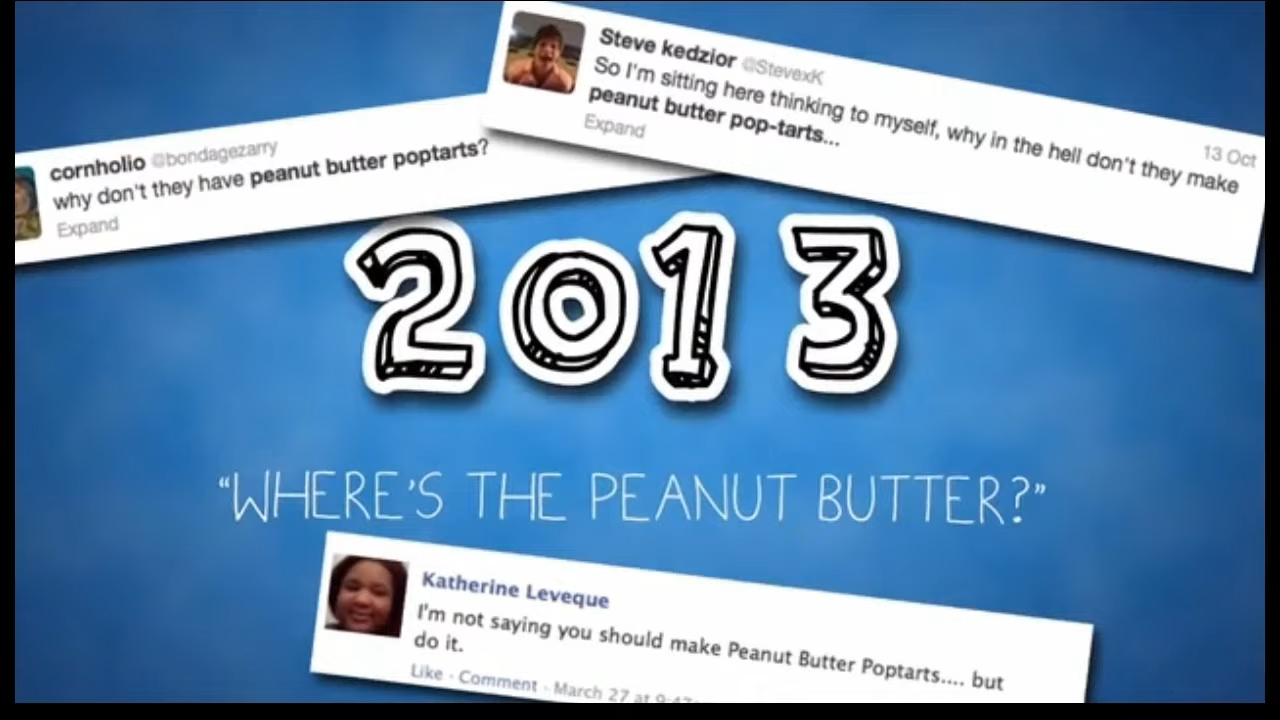 Steve kedzior @StevexK
13 Oct
So I'm sitting here thinking to myself, why in the hell don't they make
peanut butter pop-tarts...
Expand
cornholio @bondagezarry
why don't they have peanut butter poptarts?
Expand
2013
“WHERE'S THE PEANUT BUTTER?”
Katherine Leveque
I'm not saying you should make Peanut Butter Poptarts.... but
do it.
Like · Comment · March 27 at